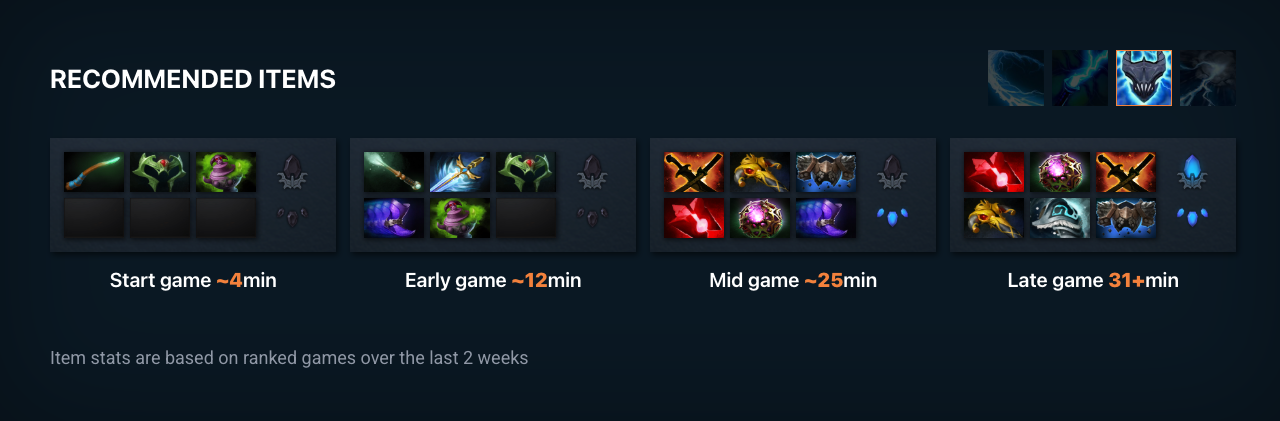 RECOMMENDED ITEMS
Start game ~4min
Early game ~12min
Mid game ~25min
Late game 31+min
Item stats are based on ranked games over the last 2 weeks